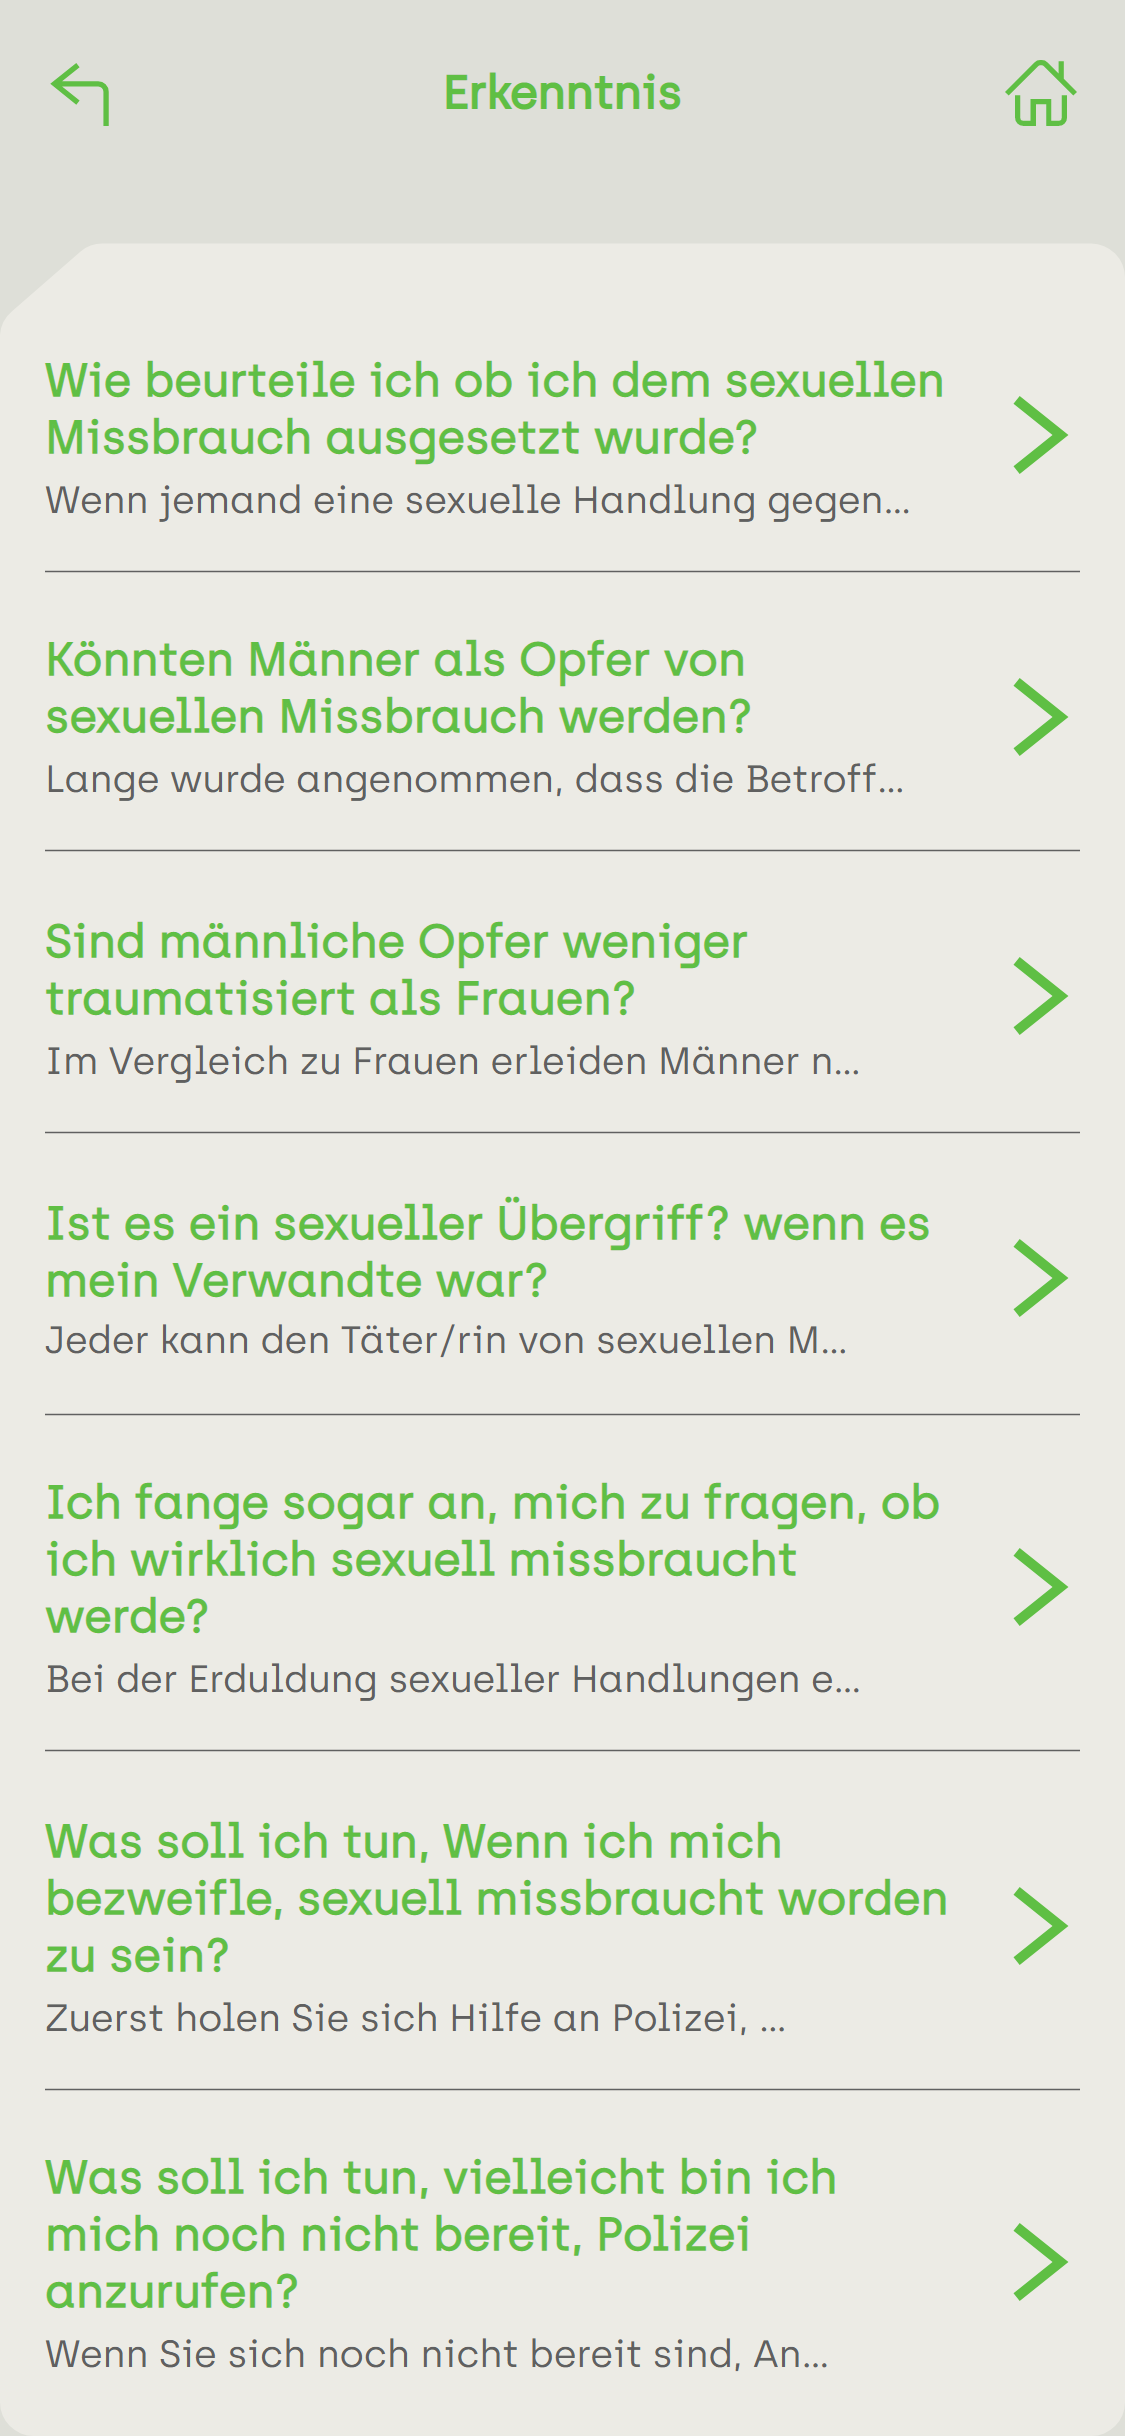 Erkenntnis
Wie beurteile ich ob ich dem sexuellen
Missbrauch ausgesetzt wurde?
Wenn jemand eine sexuelle Handlung gegen...
Könnten Männer als Opfer von
sexuellen Missbrauch werden?
Lange wurde angenommen, dass die Betroff...
Sind männliche Opfer weniger
traumatisiert als Frauen?
Im Vergleich zu Frauen erleiden Männer n...
Ist es ein sexueller Übergriff? wenn es
mein Verwandte war?
Jeder kann den Täter/rin von sexuellen M...
Ich fange sogar an, mich zu fragen, ob
ich wirklich sexuell missbraucht
werde?
Bei der Erduldung sexueller Handlungen e...
Was soll ich tun, Wenn ich mich
bezweifle, sexuell missbraucht worden
zu sein?
Zuerst holen Sie sich Hilfe an Polizei, ...
Was soll ich tun, vielleicht bin ich
mich noch nicht bereit, Polizei
anzurufen?
Wenn Sie sich noch nicht bereit sind, An...